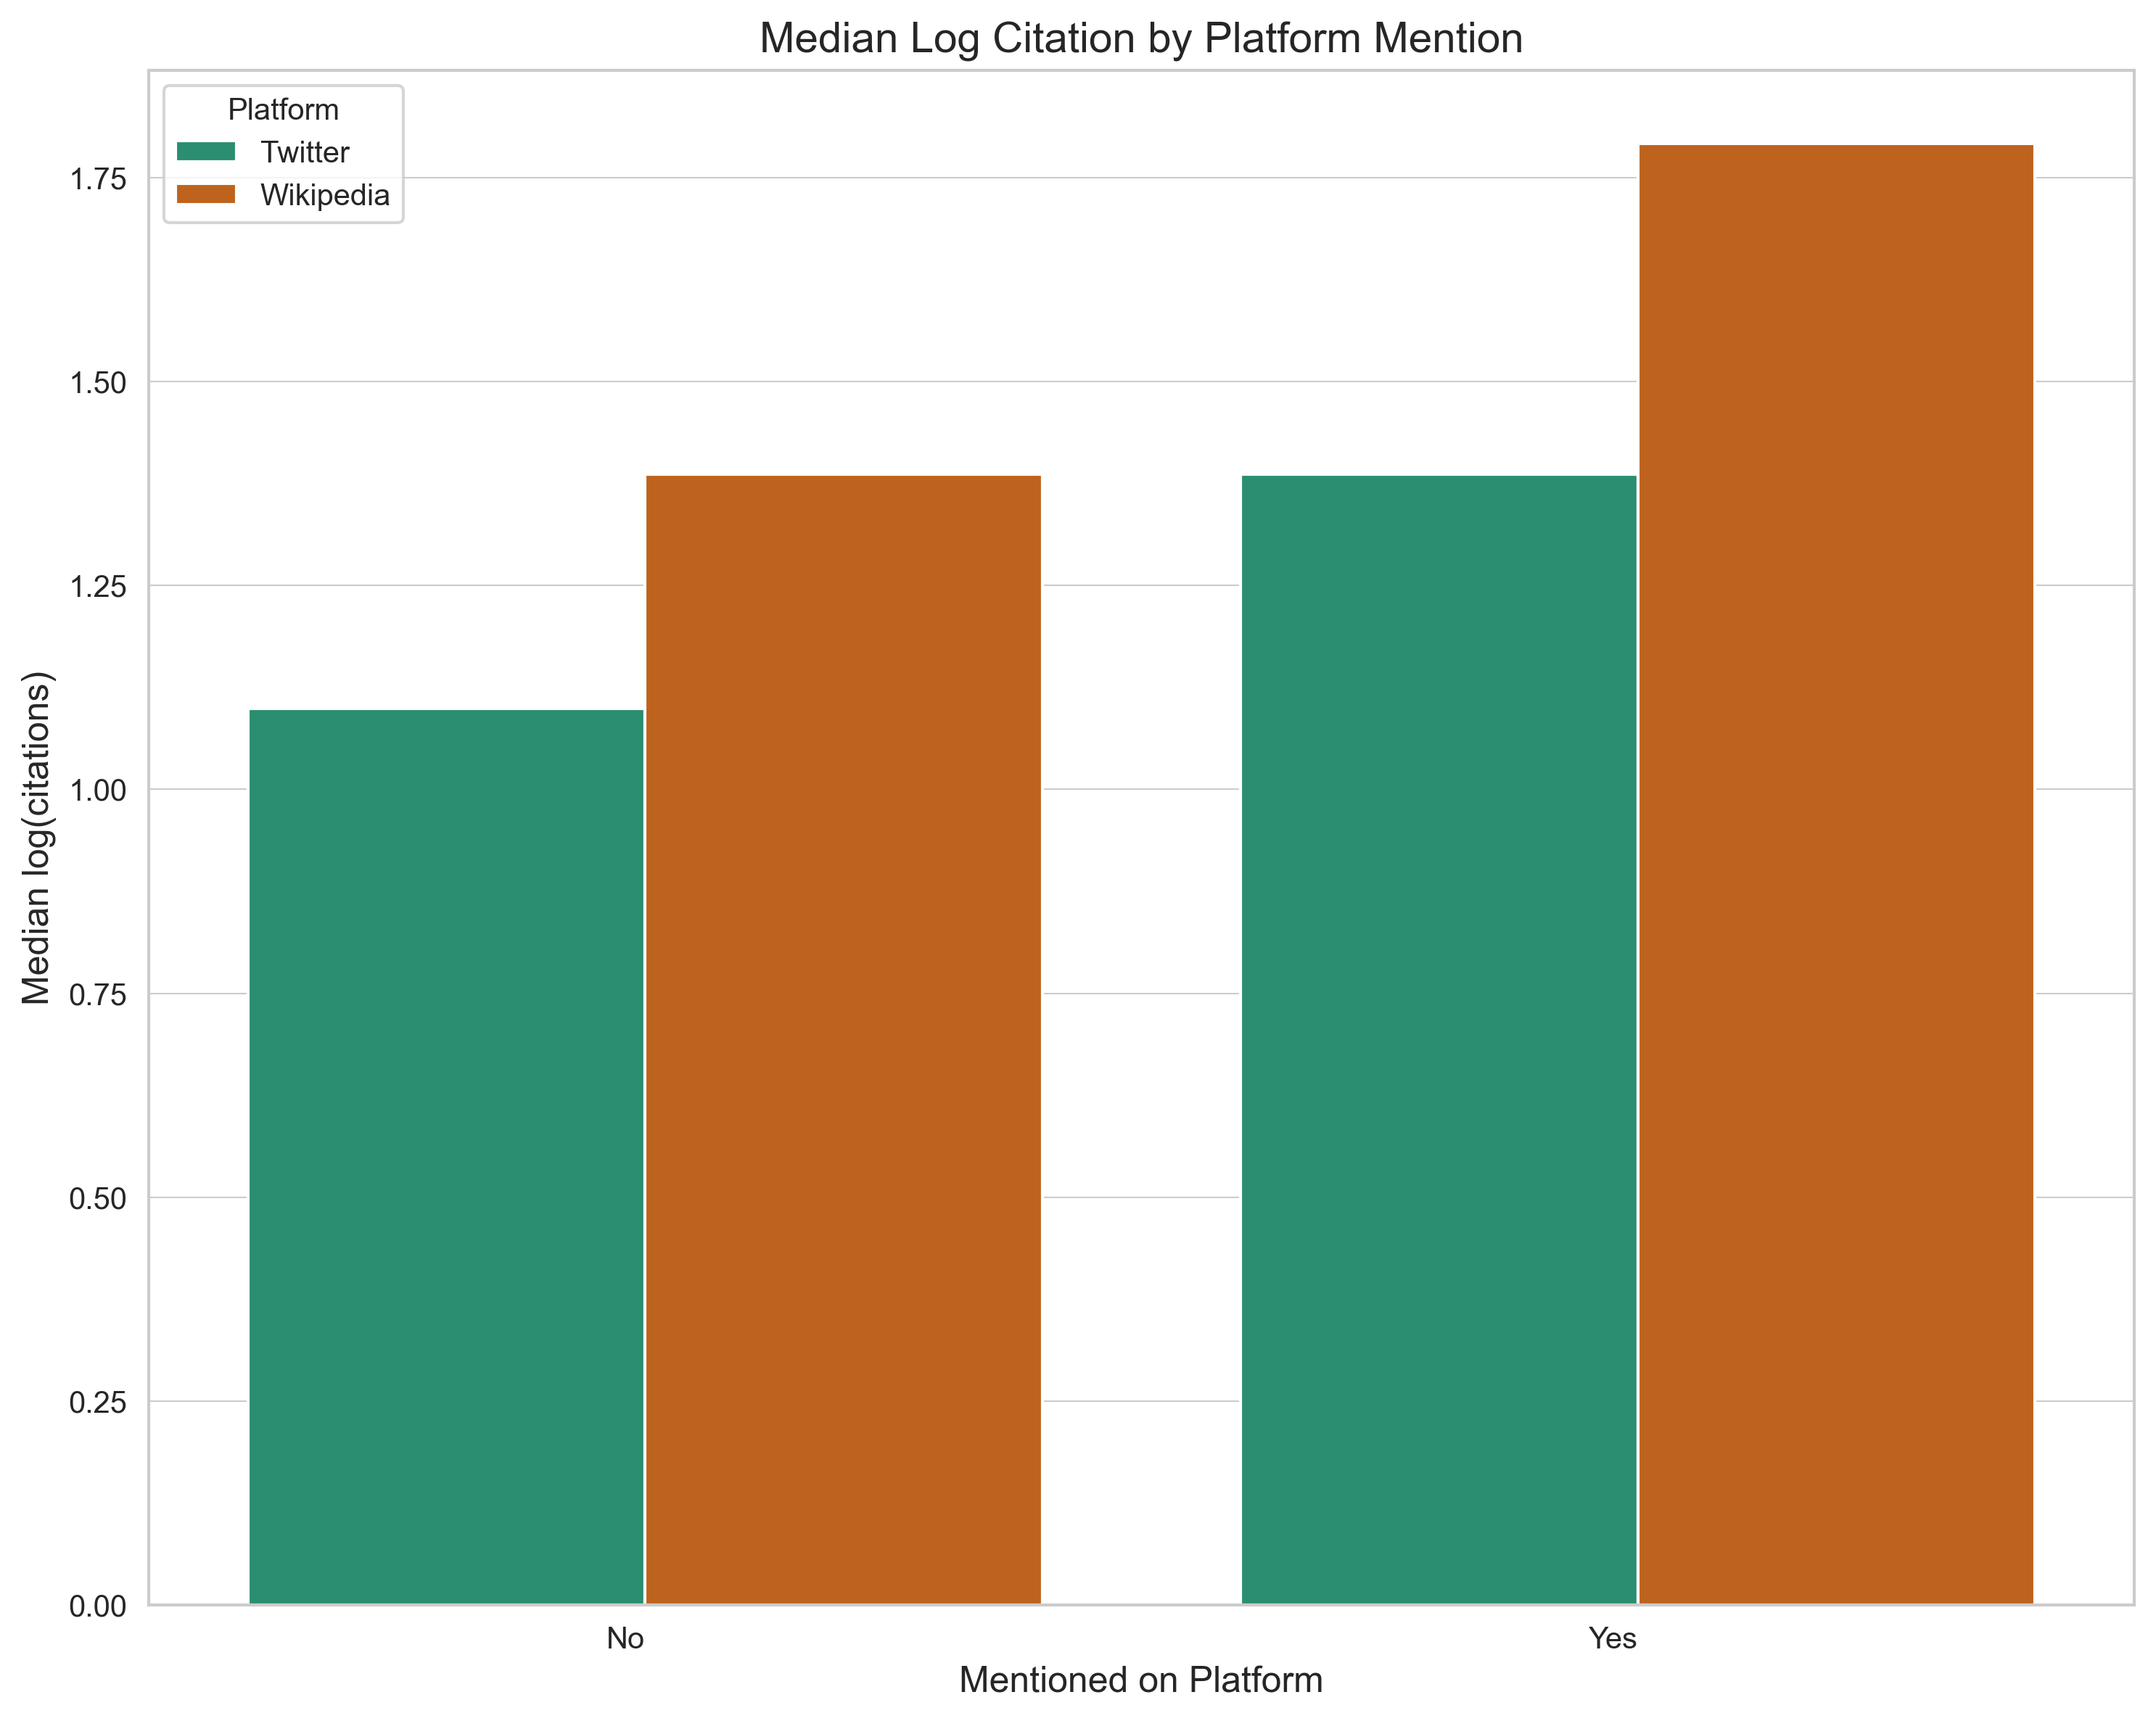 Median Log Citation by Platform Mention
Platform
Twitter
Wikipedia
Median log(citations)
1.75
1.50
1.25
1.00
0.75
0.50
0.25
0.00
No
Yes
Mentioned on Platform